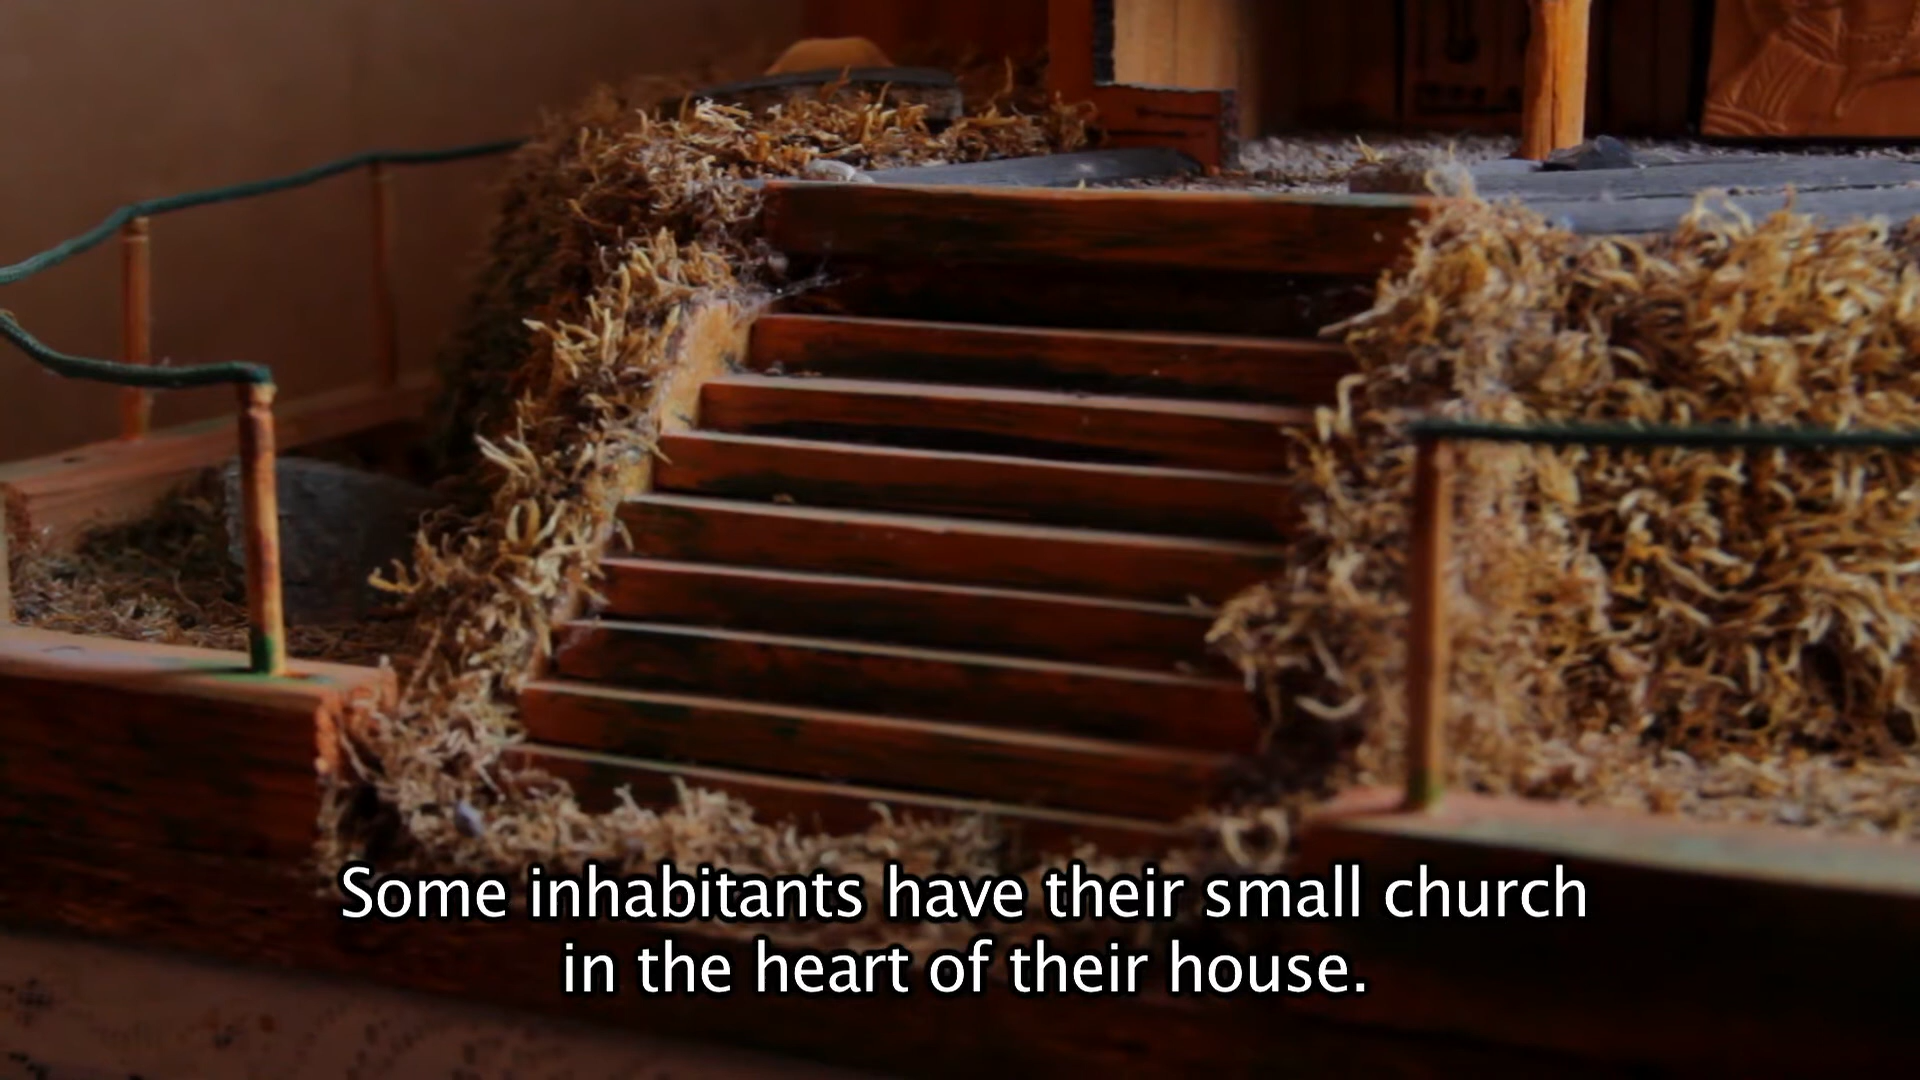 Some inhabitants have their small church
in the heart of their house.